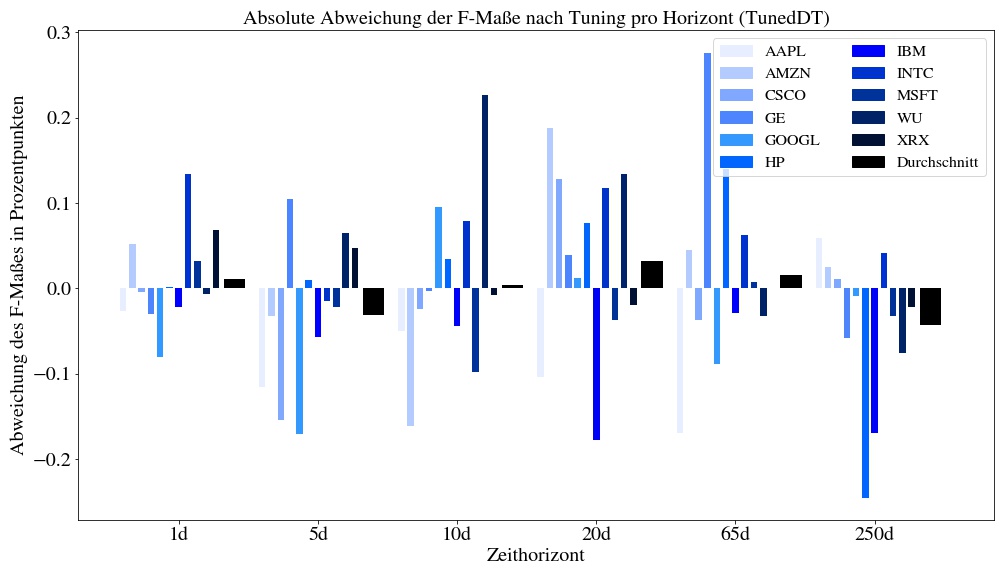 Absolute Abweichung der F-Maße nach Tuning pro Horizont (TunedDT)
Abweichung des F-Maßes in Prozentpunkten
0.3
0.2
0.1
0.0
−0.1
−0.2
AAPL
AMZN
CSCO
GE
GOOGL
HP
IBM
INTC
MSFT
WU
XRX
Durchschnitt
1d
5d
10d
20d
65d
250d
Zeithorizont